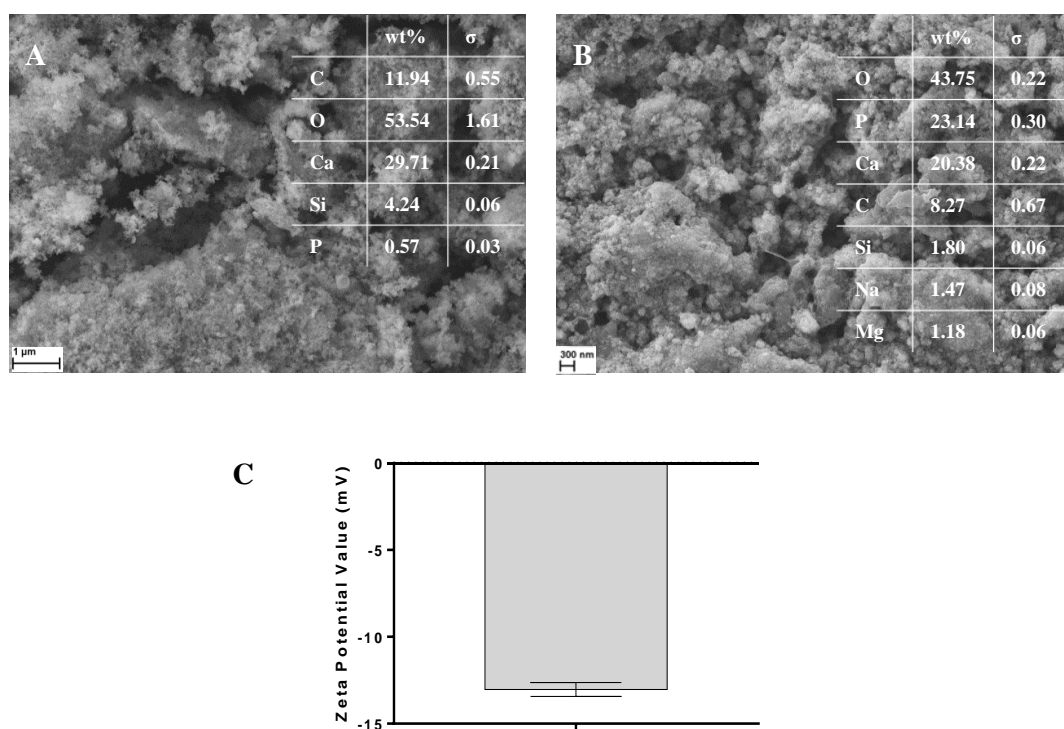 A
wt% σ
C 11.94 0.55
O 53.54 1.61
Ca 29.71 0.21
Si 4.24 0.06
P 0.57 0.03
1 µm
B
wt% σ
O 43.75 0.22
P 23.14 0.30
Ca 20.38 0.22
C 8.27 0.67
Si 1.80 0.06
Na 1.47 0.08
Mg 1.18 0.06
300 nm
C
Zeta Potential Value (mV)
0
-5
-10
-15